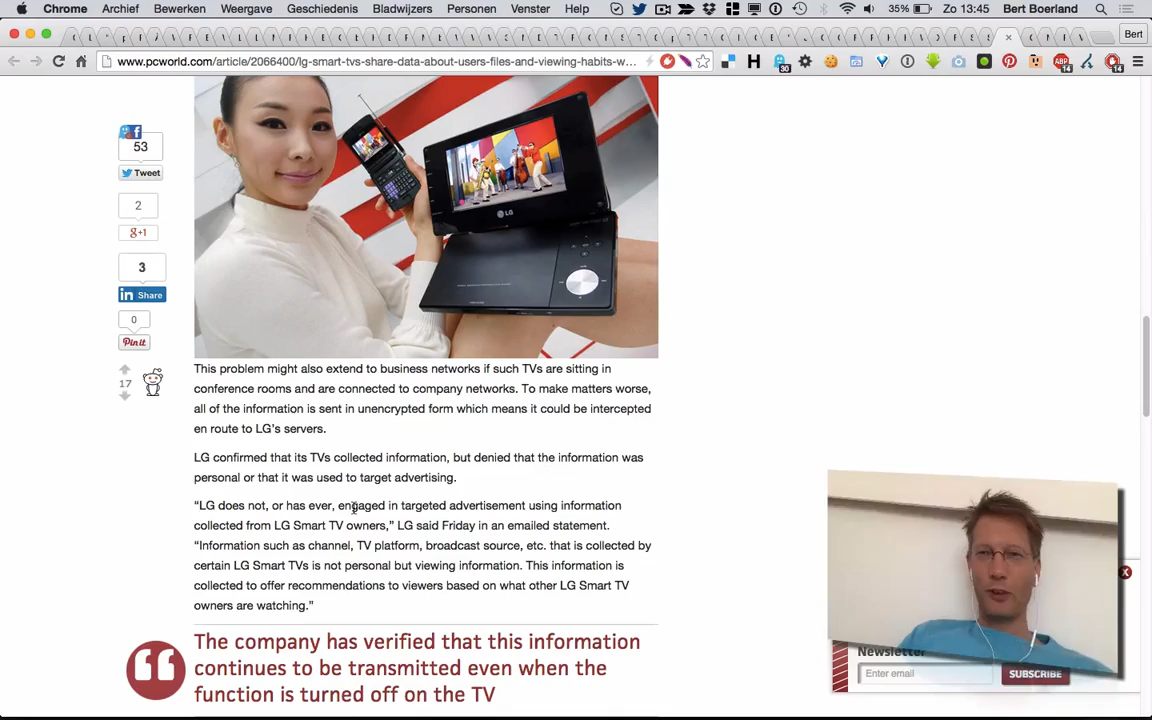 Chrome Archief Bewerken Weergave Geschiedenis Bladwijzers Personen Venster Help 35% Zo 13:45 Bert Boerland
Bert
www.pcworld.com/article/2066400/lg-smart-tvs-share-data-about-users-files-and-viewing-habits-w...
30
ABP
14
14
53
Tweet
2
g+1
3
in Share
0
Pin it
17
LG
This problem might also extend to business networks if such TVs are sitting in
conference rooms and are connected to company networks. To make matters worse,
all of the information is sent in unencrypted form which means it could be intercepted
en route to LG's servers.
LG confirmed that its TVs collected information, but denied that the information was
personal or that it was used to target advertising.
“LG does not, or has ever, engaged in targeted advertisement using information
collected from LG Smart TV owners,” LG said Friday in an emailed statement.
“Information such as channel, TV platform, broadcast source, etc. that is collected by
certain LG Smart TVs is not personal but viewing information. This information is
collected to offer recommendations to viewers based on what other LG Smart TV
owners are watching.”
The company has verified that this information
continues to be transmitted even when the
function is turned off on the TV
Newsletter
Enter email
SUBSCRIBE